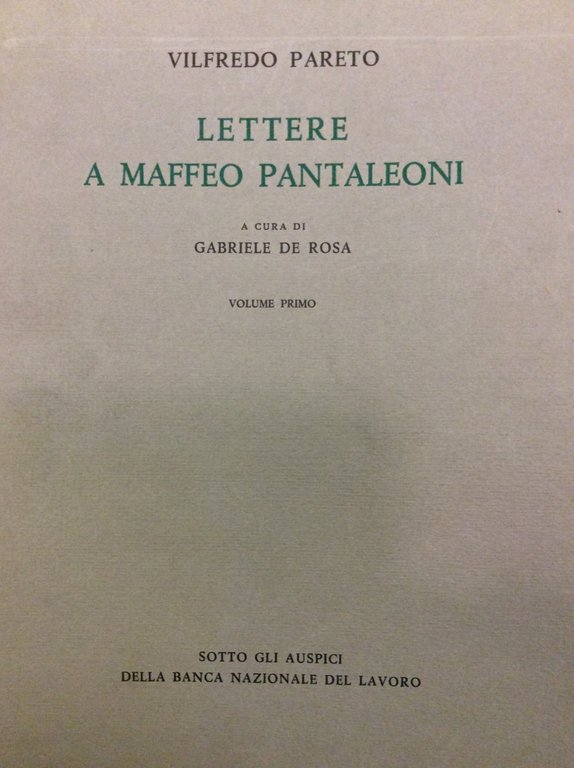 VILFREDO PARETO
LETTERE
A MAFFEO PANTALEONI
A CURA DI
GABRIELE DE ROSA
VOLUME PRIMO
SOTTO GLI AUSPICI
DELLA BANCA NAZIONALE DEL LAVORO